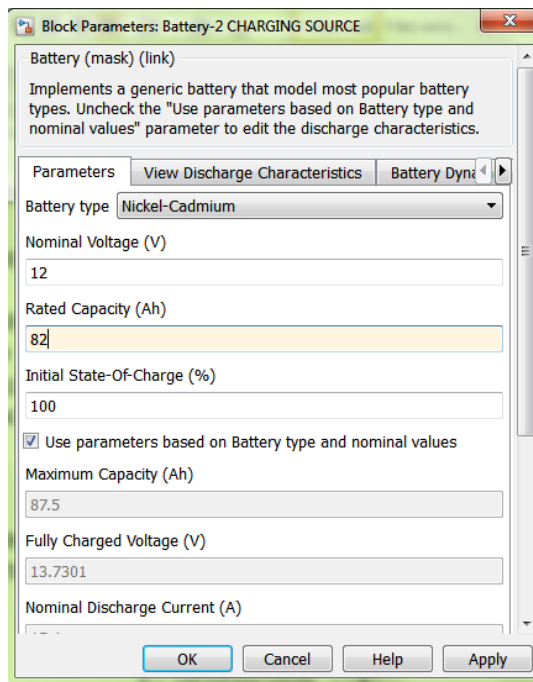 Block Parameters: Battery-2 CHARGING SOURCE
Battery (mask) (link)
Implements a generic battery that model most popular battery
types. Uncheck the "Use parameters based on Battery type and
nominal values" parameter to edit the discharge characteristics.
Parameters View Discharge Characteristics Battery Dyna
Battery type Nickel-Cadmium
Nominal Voltage (V)
12
Rated Capacity (Ah)
82
Initial State-Of-Charge (%)
100
Use parameters based on Battery type and nominal values
Maximum Capacity (Ah)
87.5
Fully Charged Voltage (V)
13.7301
Nominal Discharge Current (A)
OK Cancel Help Apply